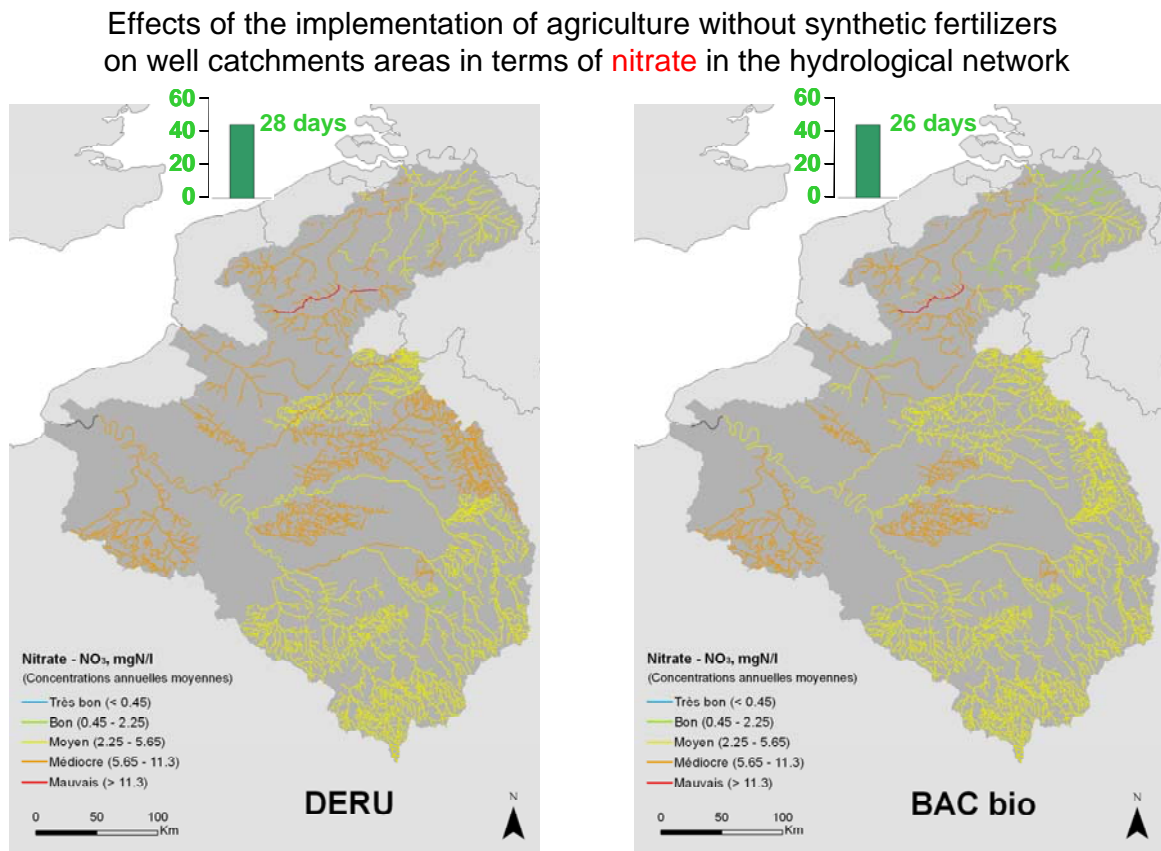 Effects of the implementation of agriculture without synthetic fertilizers
on well catchments areas in terms of nitrate in the hydrological network
60
40
20
0
28 days
Nitrate - NO₃, mgN/l
(Concentrations annuelles moyennes)
Très bon (< 0.45)
Bon (0.45 - 2.25)
Moyen (2.25 - 5.65)
Médiocre (5.65 - 11.3)
Mauvais (> 11.3)
0 50 100
Km
DERU
N
60
40
20
0
26 days
Nitrate - NO₃, mgN/l
(Concentrations annuelles moyennes)
Très bon (< 0.45)
Bon (0.45 - 2.25)
Moyen (2.25 - 5.65)
Médiocre (5.65 - 11.3)
Mauvais (> 11.3)
0 50 100
Km
BAC bio
N